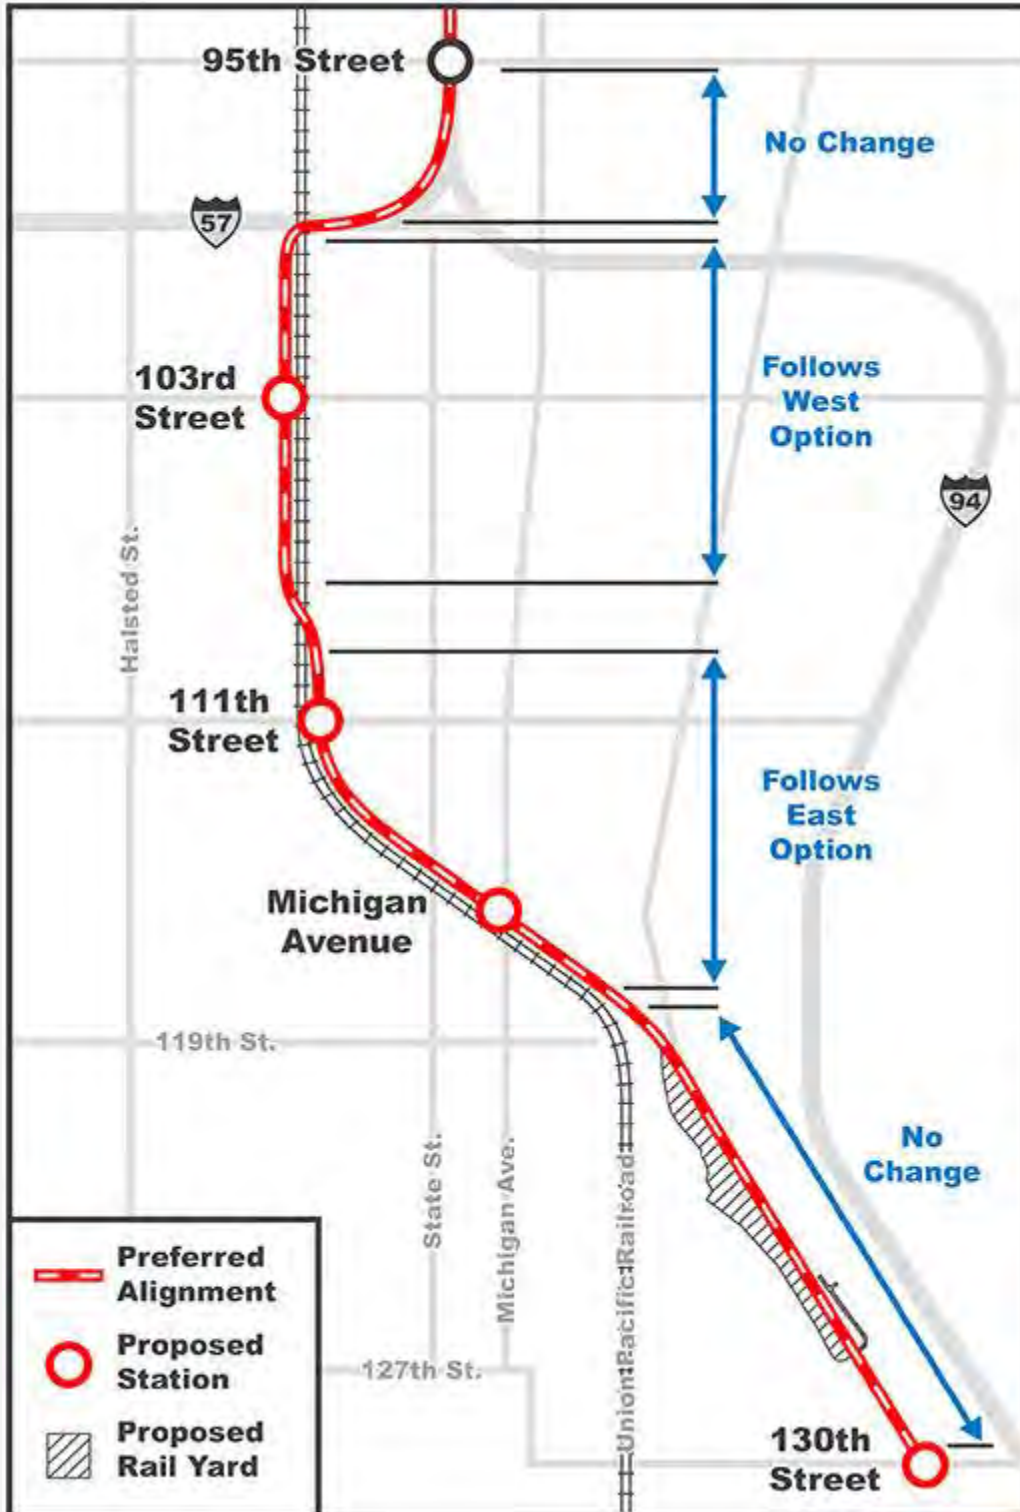 95th Street
No Change
57
Follows
West
Option
103rd
Street
94
Halsted St.
111th
Street
Follows
East
Option
Michigan
Avenue
119th St.
No
Change
State St.
Michigan Ave.
Union Pacific Railroad
127th St.
130th
Street
Preferred
Alignment
Proposed
Station
Proposed
Rail Yard